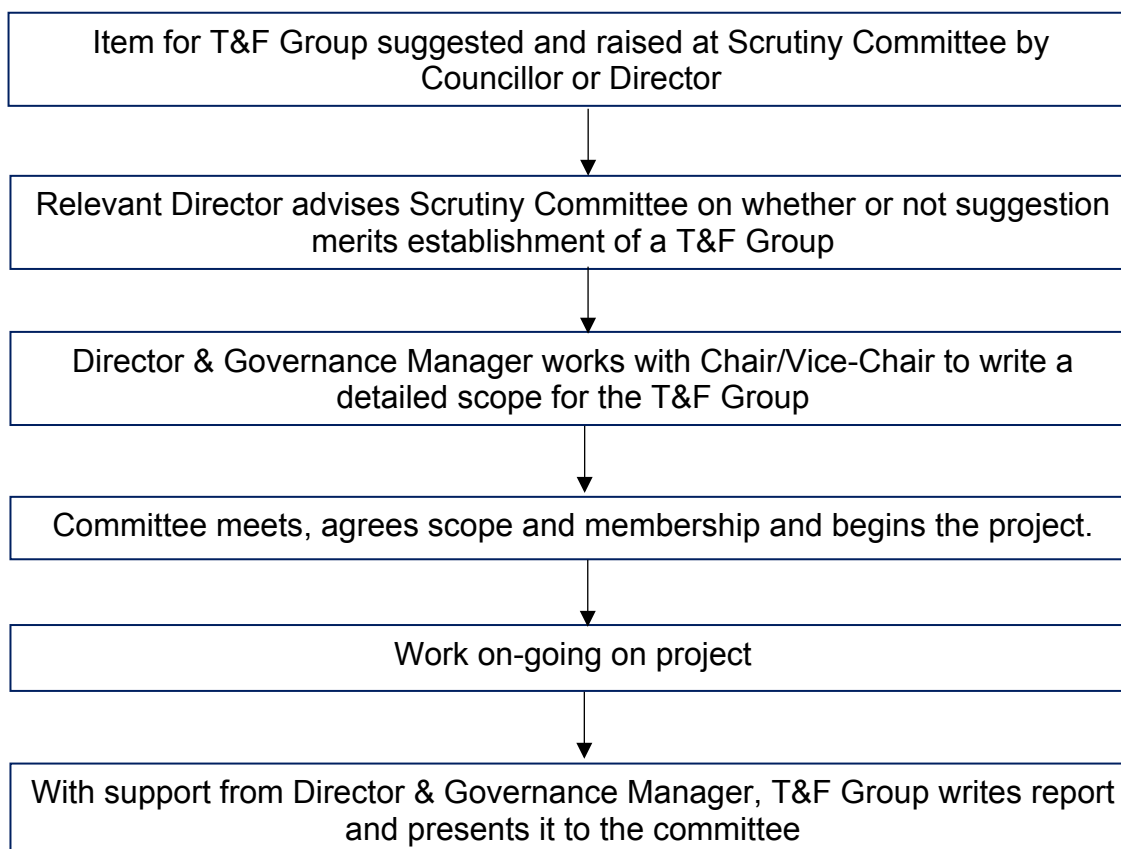 Item for T&F Group suggested and raised at Scrutiny Committee by
Councillor or Director
Relevant Director advises Scrutiny Committee on whether or not suggestion
merits establishment of a T&F Group
Director & Governance Manager works with Chair/Vice-Chair to write a
detailed scope for the T&F Group
Committee meets, agrees scope and membership and begins the project.
Work on-going on project
With support from Director & Governance Manager, T&F Group writes report
and presents it to the committee